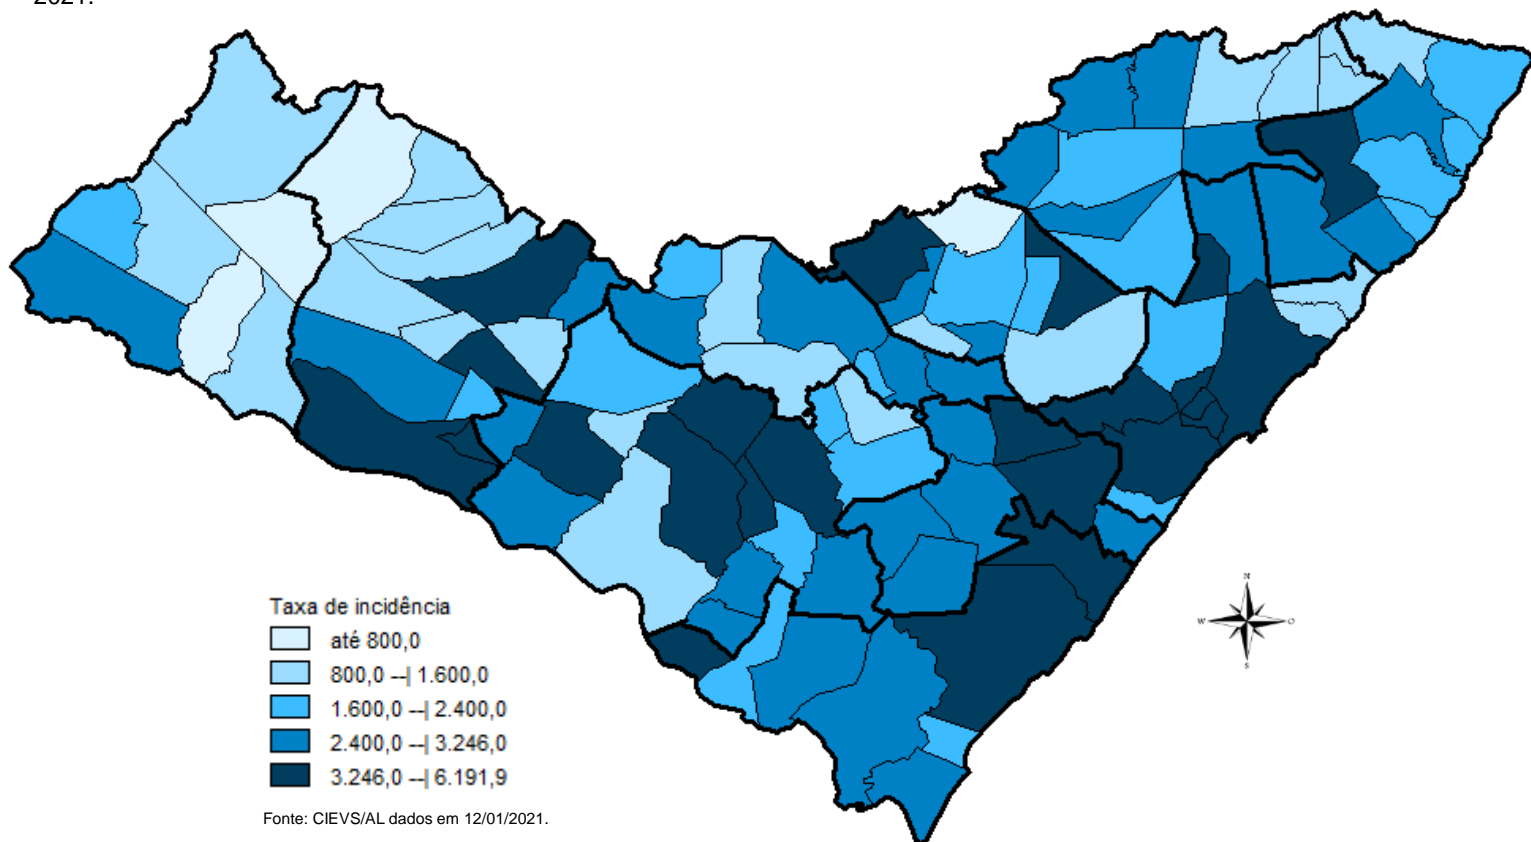 2021.
N
W
O
S
Taxa de incidência
até 800,0
800,0 --| 1.600,0
1.600,0 --| 2.400,0
2.400,0 --| 3.246,0
3.246,0 --| 6.191,9
Fonte: CIEVS/AL dados em 12/01/2021.